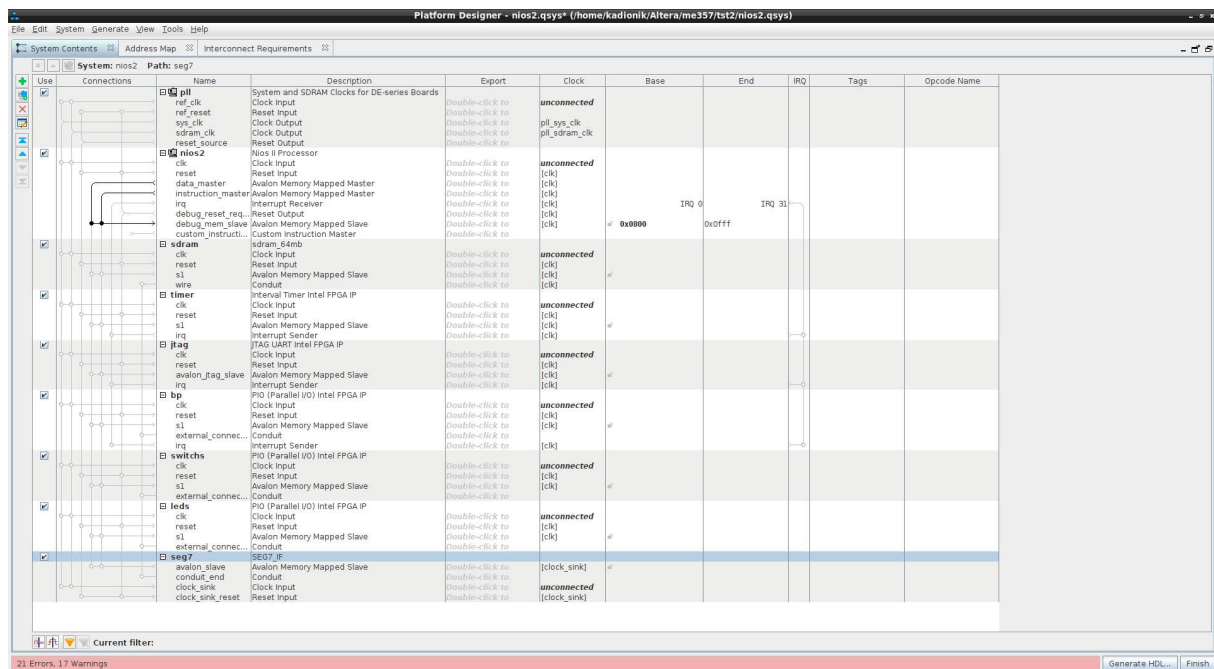 Platform Designer - nios2.qsys* (/home/kadionik/Altera/me357/tst2/nios2.qsys)
File Edit System Generate View Tools Help
System Contents Address Map Interconnect Requirements
System: nios2 Path: seg7
Use Connections Name Description Export Clock Base End IRQ Tags Opcode Name
pll System and SDRAM Clocks for DE-series Boards
ref_clk Clock Input Double-click to unconnected
ref_reset Reset Input Double-click to
sys_clk Clock Output Double-click to pll_sys_clk
sdram_clk Clock Output Double-click to pll_sdram_clk
reset_source Reset Output Double-click to
nios2 Nios II Processor
clk Clock Input Double-click to unconnected
reset Reset Input Double-click to [clk]
data_master Avalon Memory Mapped Master Double-click to [clk]
instruction_master Avalon Memory Mapped Master Double-click to [clk]
irq Interrupt Receiver Double-click to [clk] IRQ 0 IRQ 31
debug_reset_req... Reset Output Double-click to [clk]
debug_mem_slave Avalon Memory Mapped Slave Double-click to [clk] 0x0800 0x0fff
custom_instructi... Custom Instruction Master Double-click to
sdram sdram_64mb
clk Clock Input Double-click to unconnected
reset Reset Input Double-click to [clk]
s1 Avalon Memory Mapped Slave Double-click to [clk]
wire Conduit Double-click to [clk]
timer Interval Timer Intel FPGA IP
clk Clock Input Double-click to unconnected
reset Reset Input Double-click to [clk]
s1 Avalon Memory Mapped Slave Double-click to [clk]
irq Interrupt Sender Double-click to [clk]
jtag JTAG UART Intel FPGA IP
clk Clock Input Double-click to unconnected
reset Reset Input Double-click to [clk]
avalon_jtag_slave Avalon Memory Mapped Slave Double-click to [clk]
irq Interrupt Sender Double-click to [clk]
bp PIO (Parallel I/O) Intel FPGA IP
clk Clock Input Double-click to unconnected
reset Reset Input Double-click to [clk]
s1 Avalon Memory Mapped Slave Double-click to [clk]
external_connec... Conduit Double-click to
irq Interrupt Sender Double-click to [clk]
switchs PIO (Parallel I/O) Intel FPGA IP
clk Clock Input Double-click to unconnected
reset Reset Input Double-click to [clk]
s1 Avalon Memory Mapped Slave Double-click to [clk]
external_connec... Conduit Double-click to
leds PIO (Parallel I/O) Intel FPGA IP
clk Clock Input Double-click to unconnected
reset Reset Input Double-click to [clk]
s1 Avalon Memory Mapped Slave Double-click to [clk]
external_connec... Conduit Double-click to
seg7 SEG7_IF
avalon_slave Avalon Memory Mapped Slave Double-click to [clock_sink]
conduit_end Conduit Double-click to
clock_sink Clock Input Double-click to unconnected
clock_sink_reset Reset Input Double-click to [clock_sink]
Current filter:
21 Errors, 17 Warnings Generate HDL... Finish